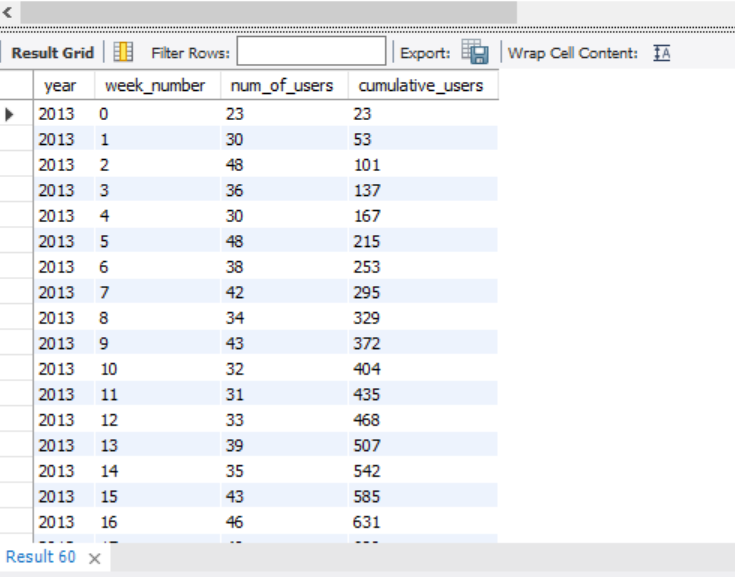 Result Grid Filter Rows: Export: Wrap Cell Content: IA
year week_number num_of_users cumulative_users
2013 0 23 23
2013 1 30 53
2013 2 48 101
2013 3 36 137
2013 4 30 167
2013 5 48 215
2013 6 38 253
2013 7 42 295
2013 8 34 329
2013 9 43 372
2013 10 32 404
2013 11 31 435
2013 12 33 468
2013 13 39 507
2013 14 35 542
2013 15 43 585
2013 16 46 631
Result 60 ×